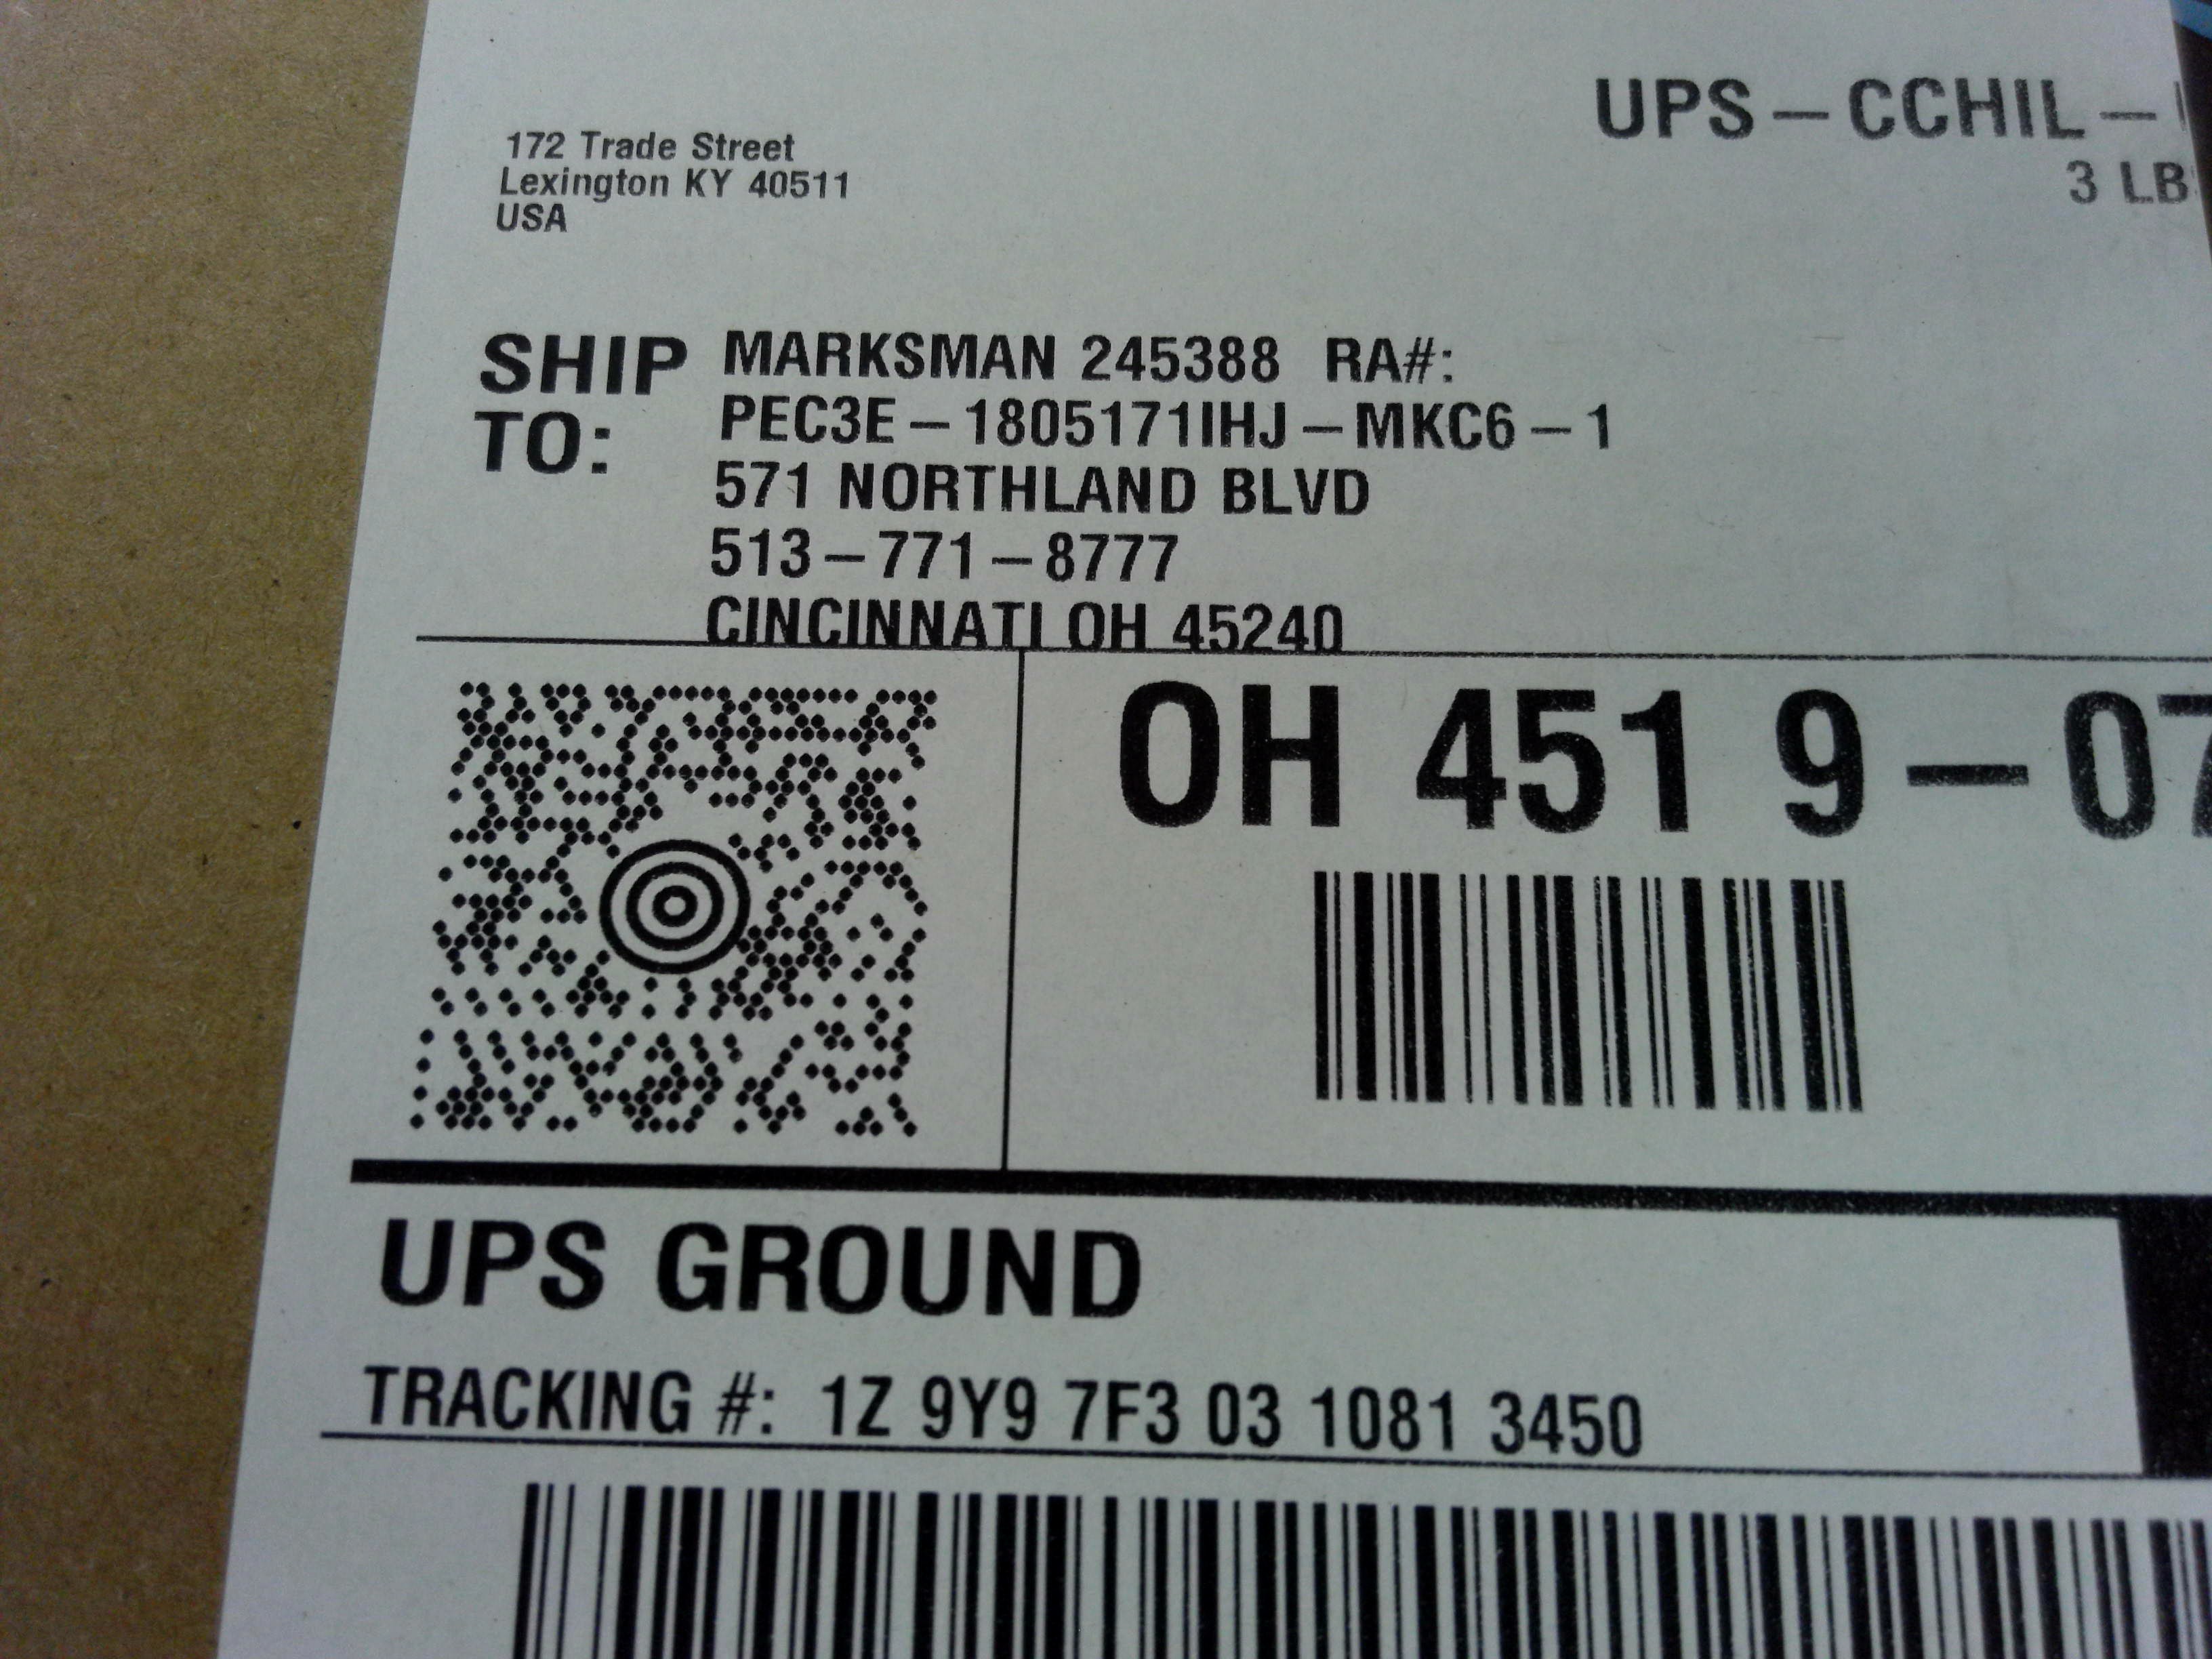 UPS – CCHIL –
3 LB
172 Trade Street
Lexington KY 40511
USA
SHIP TO:
MARKSMAN 245388 RA#:
PEC3E – 1805171IHJ – MKC6 – 1
571 NORTHLAND BLVD
513 – 771 – 8777
CINCINNATI OH 45240
OH 451 9 – 07
UPS GROUND
TRACKING #: 1Z 9Y9 7F3 03 1081 3450